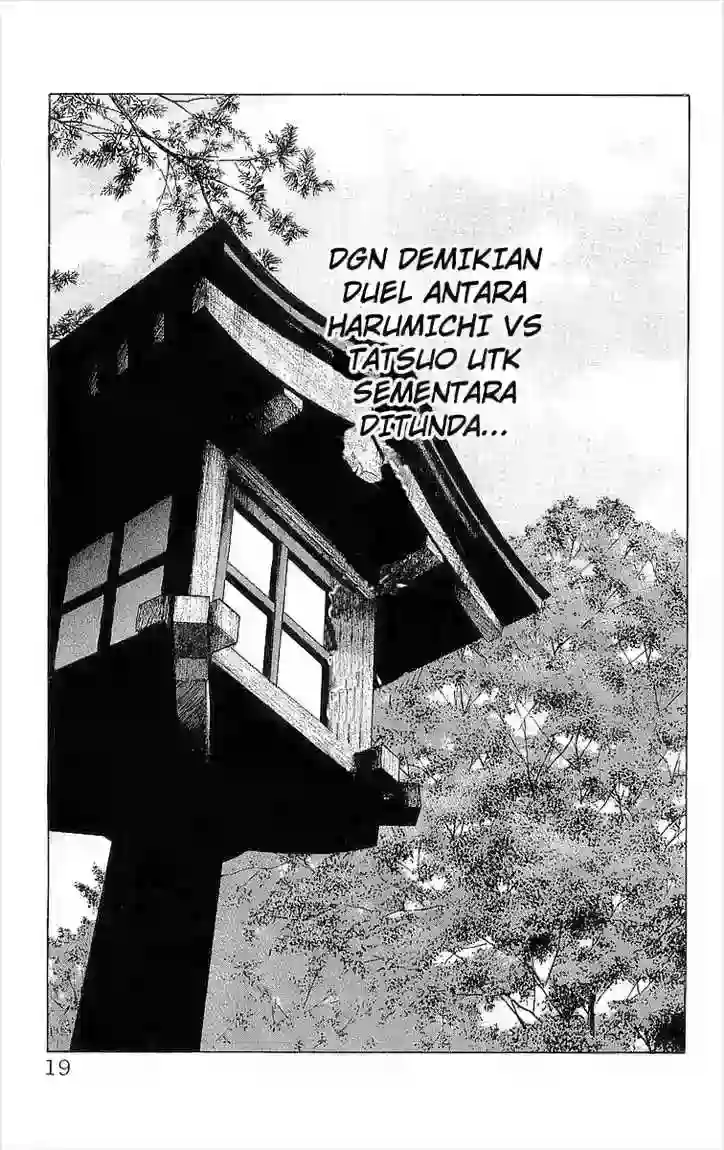 DGN DEMIKIAN
DUEL ANTARA
HARUMICHI VS
TATSUO UTK
SEMENTARA
DITUNDA...
19